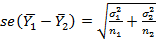 se(Ȳ₁ − Ȳ₂) = √(σ₁²/n₁ + σ₂²/n₂)